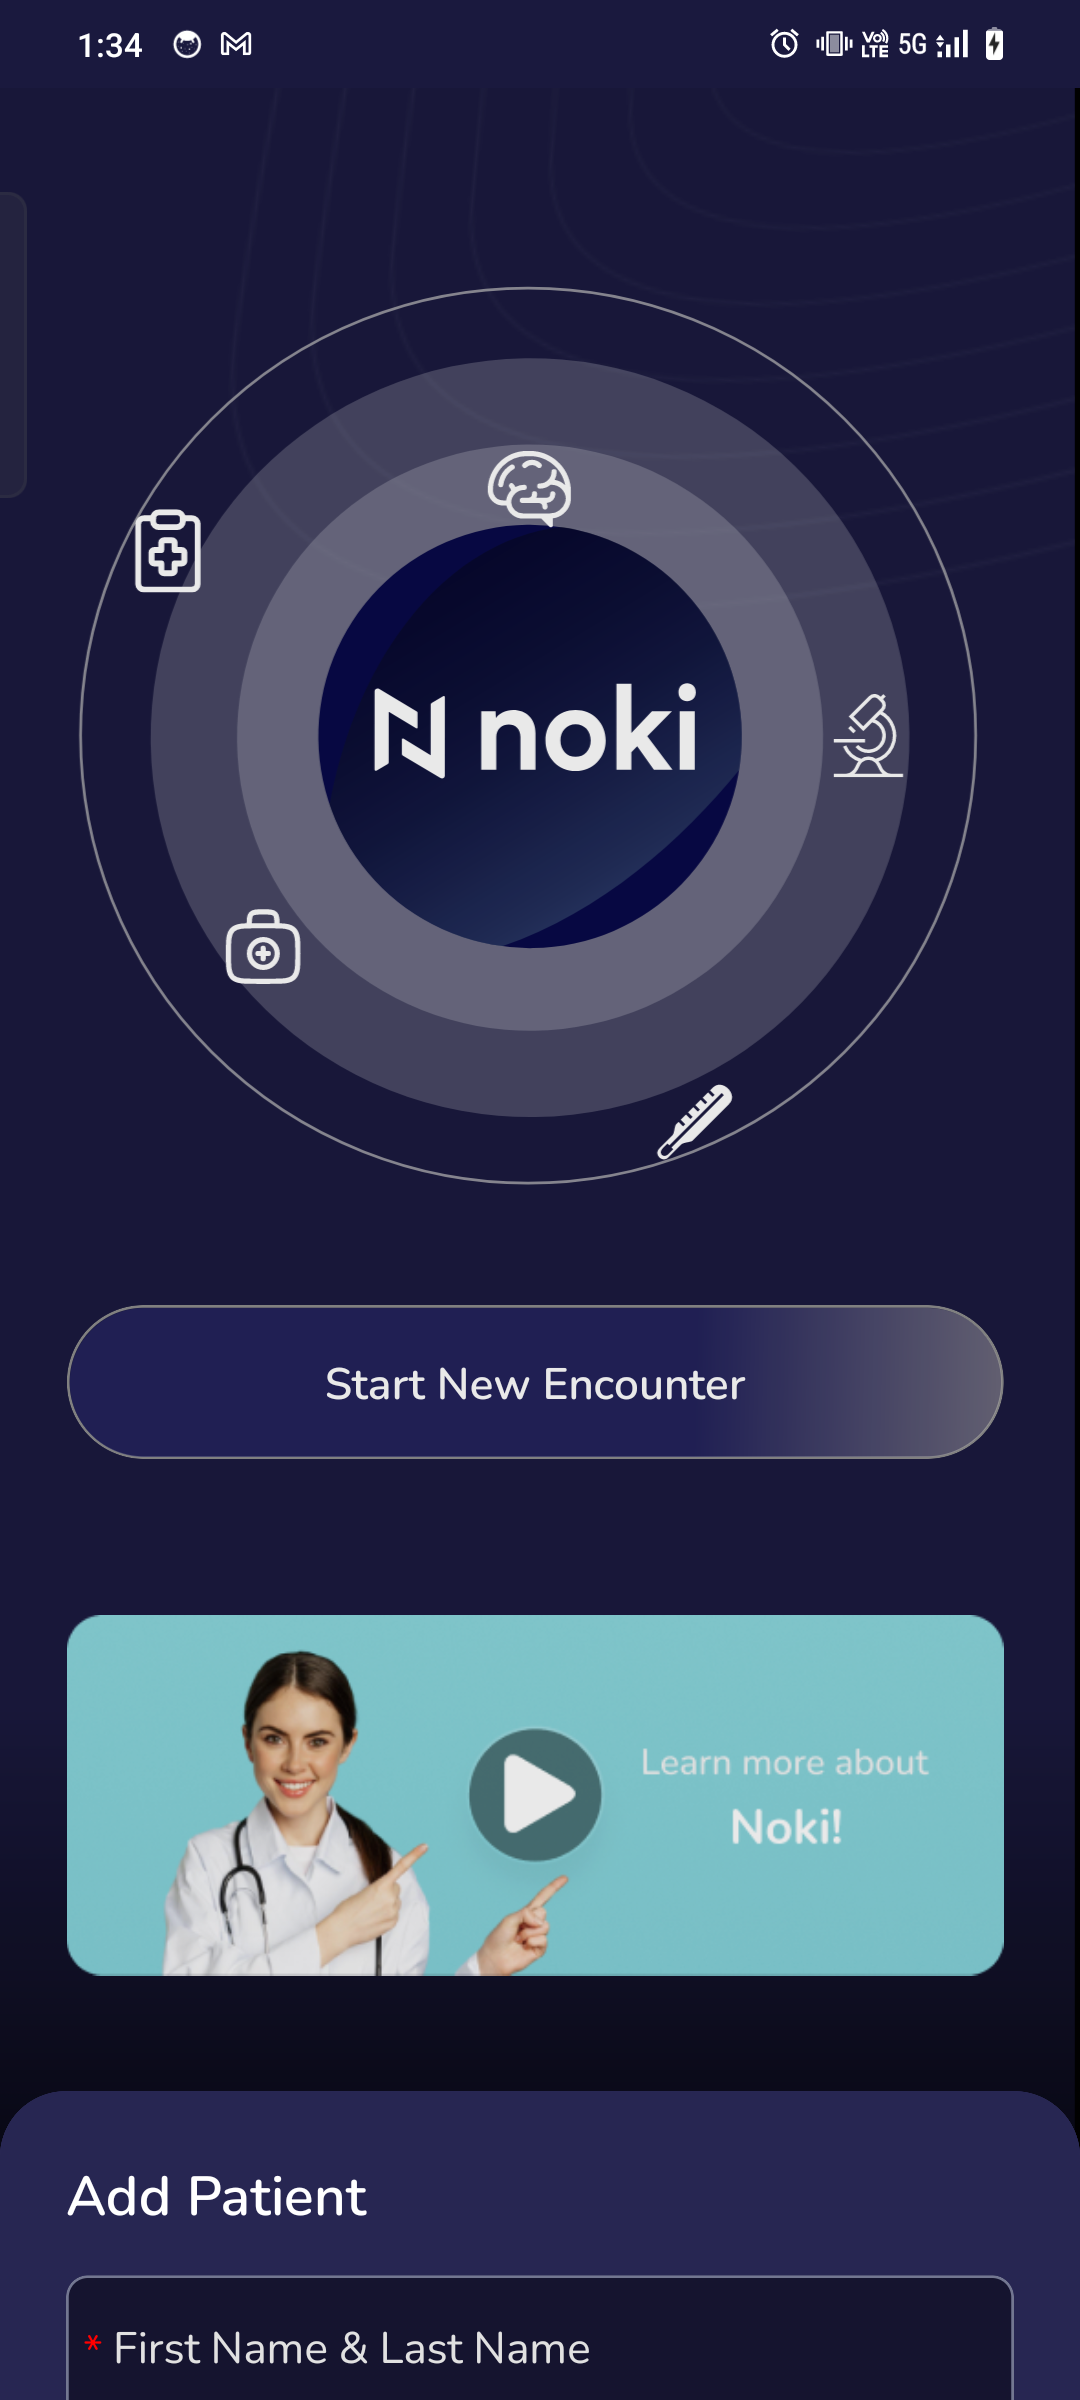 1:34
Vo) LTE 5G
noki
Start New Encounter
Learn more about
Noki!
Add Patient
* First Name & Last Name